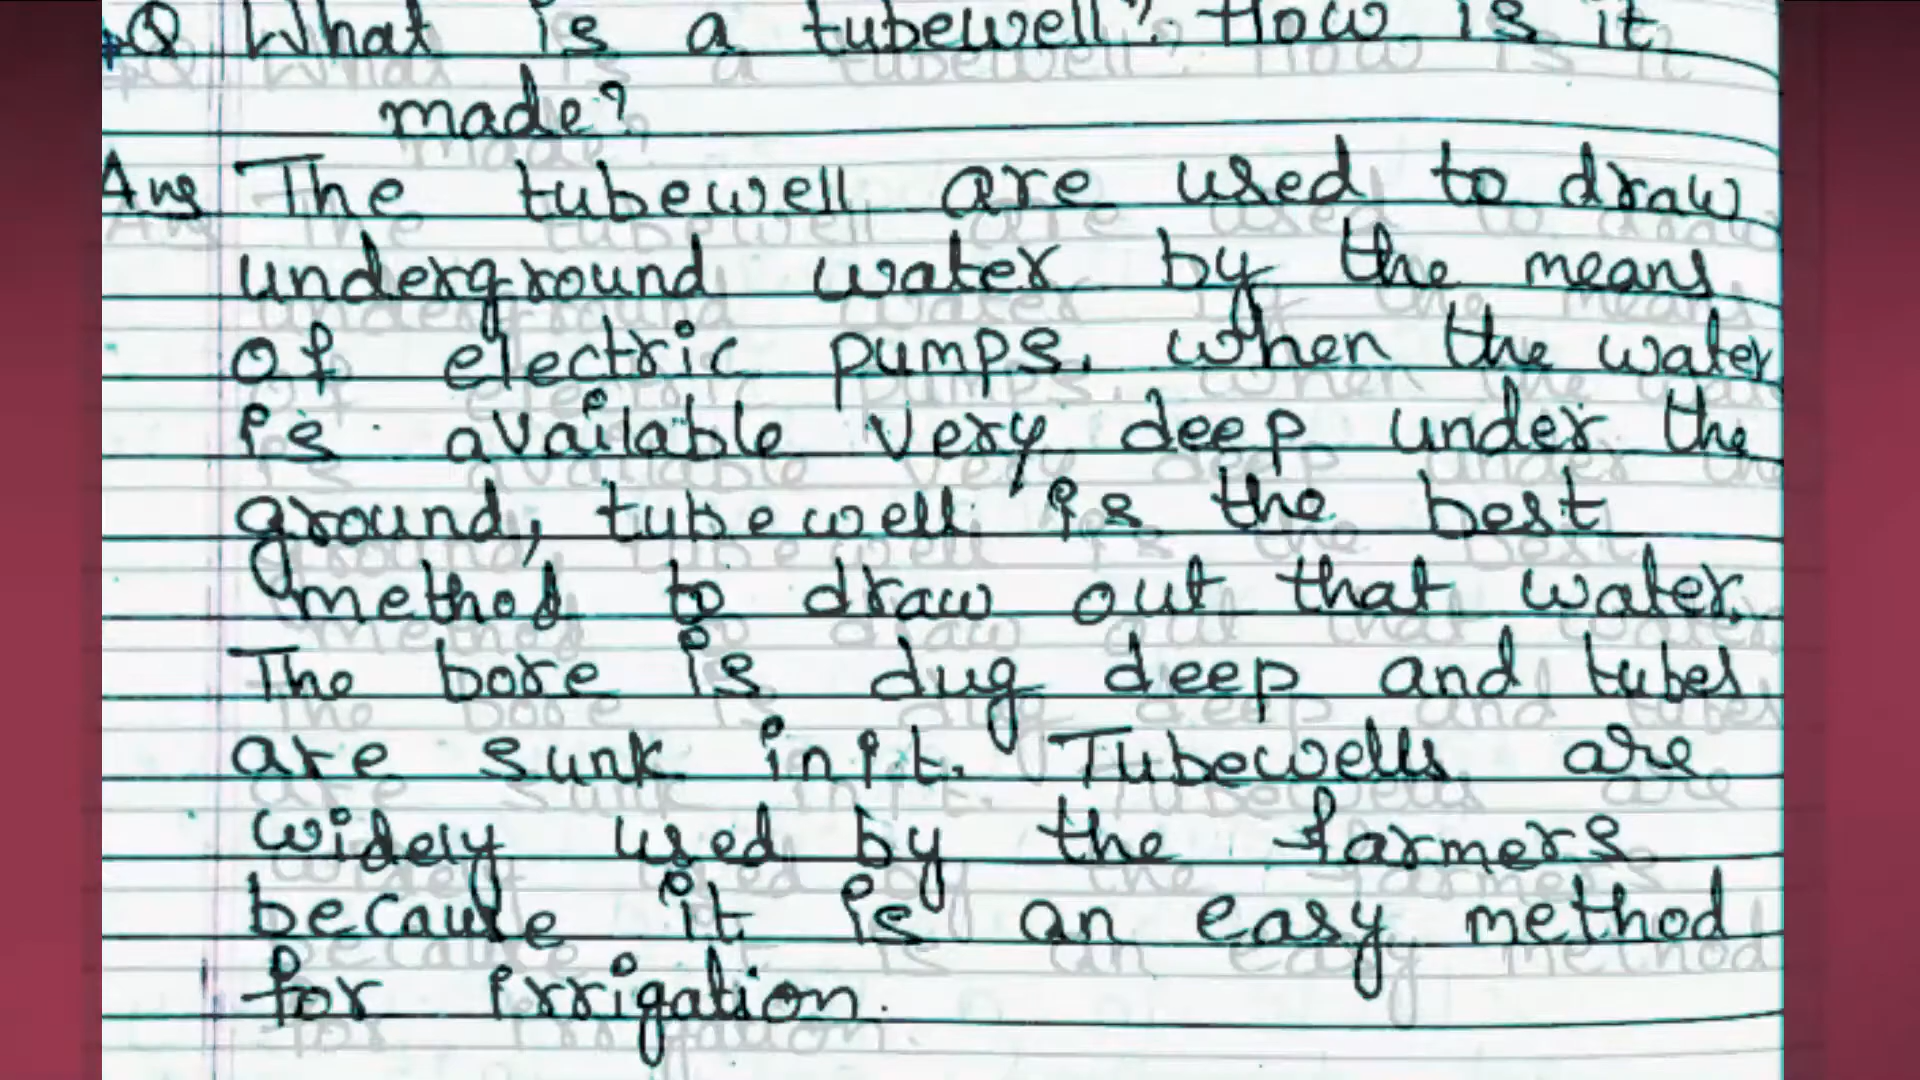 Q What is a tubewell? How is it
made?
Ans The tubewell are used to draw
underground water by the means
of electric pumps. When the water
is available very deep under the
ground, tubewell is the best
method to draw out that water.
The bore is dug deep and tubes
are sunk in it. Tubewells are
widely used by the farmers
because it is an easy method
for irrigation.